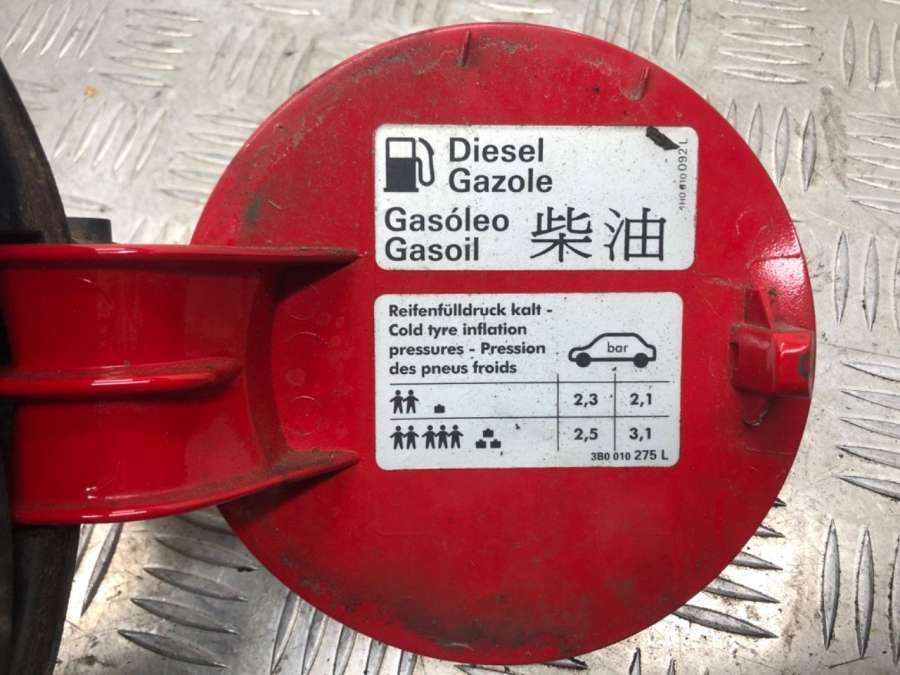 Diesel
Gazole
Gasóleo
Gasoil
柴油
010 092 L
Reifenfülldruck kalt -
Cold tyre inflation
pressures - Pression
des pneus froids
bar
2,3 2,1
2,5 3,1
3B0 010 275 L